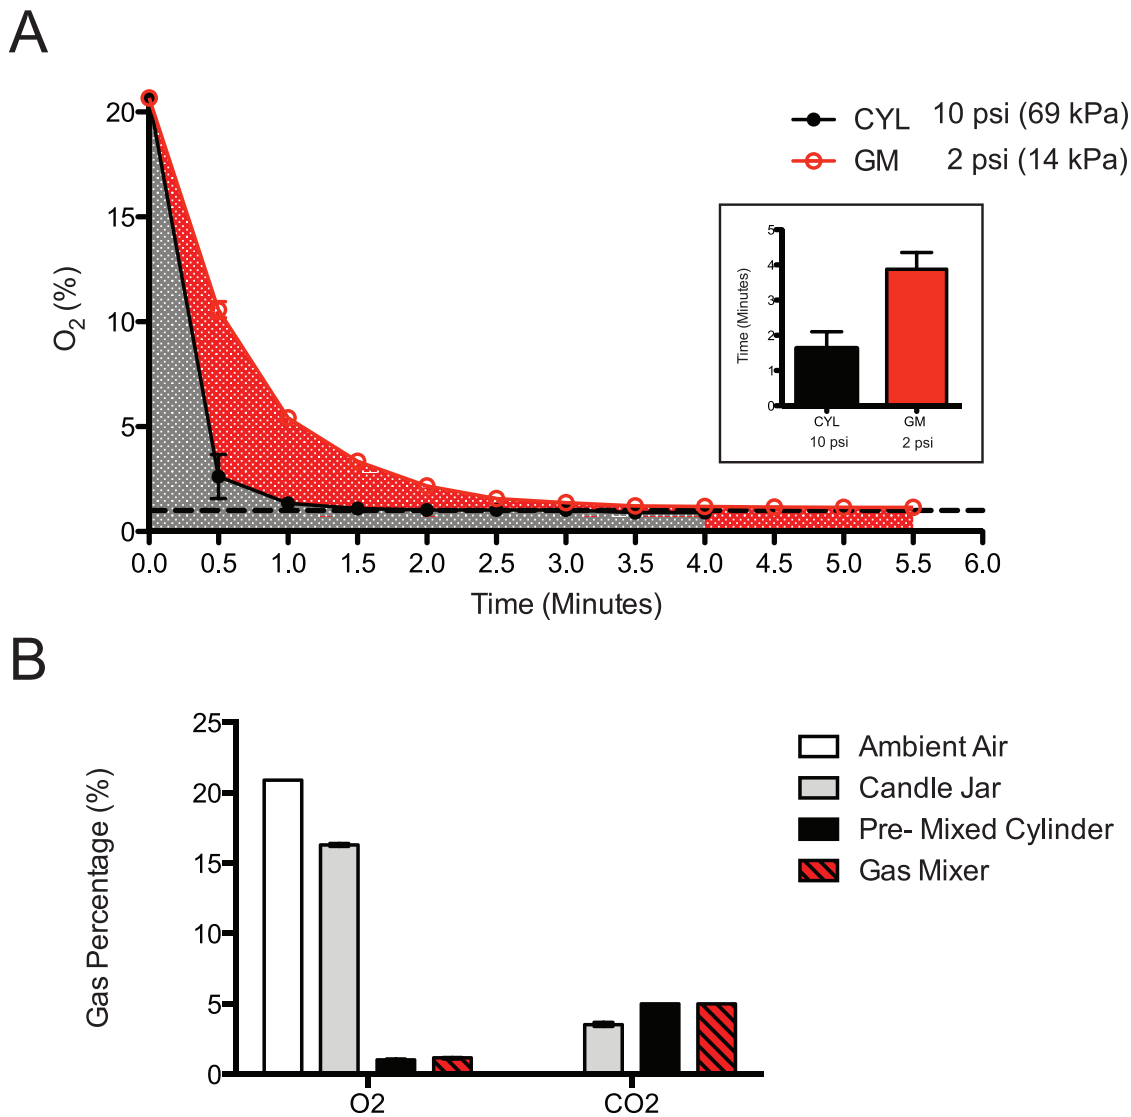 A
CYL 10 psi (69 kPa)
GM 2 psi (14 kPa)
O2 (%)
20
15
10
5
0
0.0 0.5 1.0 1.5 2.0 2.5 3.0 3.5 4.0 4.5 5.0 5.5 6.0
Time (Minutes)
Time (Minutes)
5
4
3
2
1
0
CYL GM
10 psi 2 psi
B
Gas Percentage (%)
25
20
15
10
5
0
O2 CO2
Ambient Air
Candle Jar
Pre- Mixed Cylinder
Gas Mixer